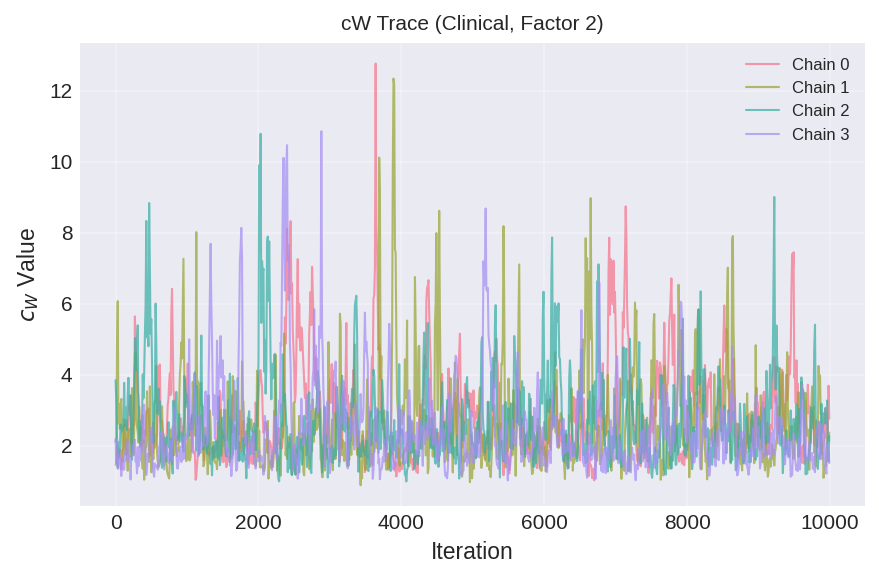 cW Trace (Clinical, Factor 2)
Chain 0
Chain 1
Chain 2
Chain 3
12
10
8
6
4
2
c_W Value
0 2000 4000 6000 8000 10000
Iteration